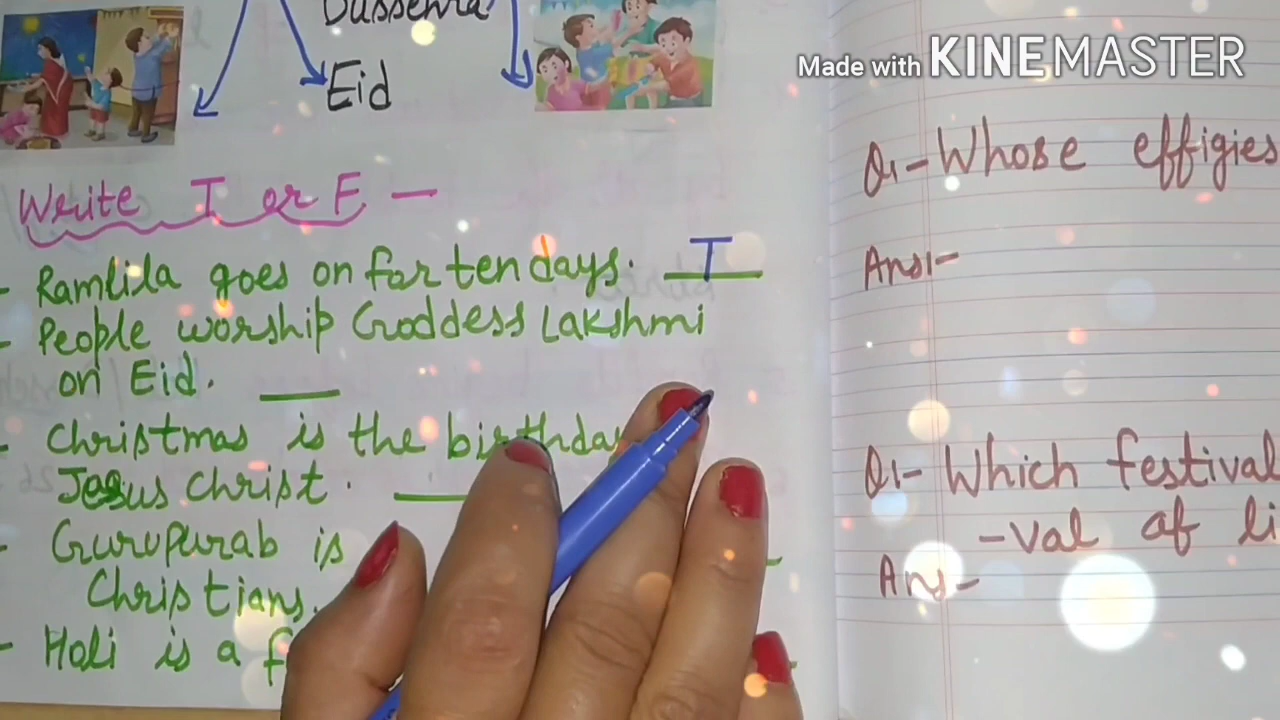 Dussehra
Eid
Made with KINEMASTER
Write T or F -
- Ramlila goes on for ten days. T
- People worship Goddess Lakshmi
on Eid.
- Christmas is the birthday
Jesus Christ.
- Gurupurab is
Christians.
- Holi is a
Q1- Whose effigies
Ans1-
Q1- Which festival
-val of li
Ans-